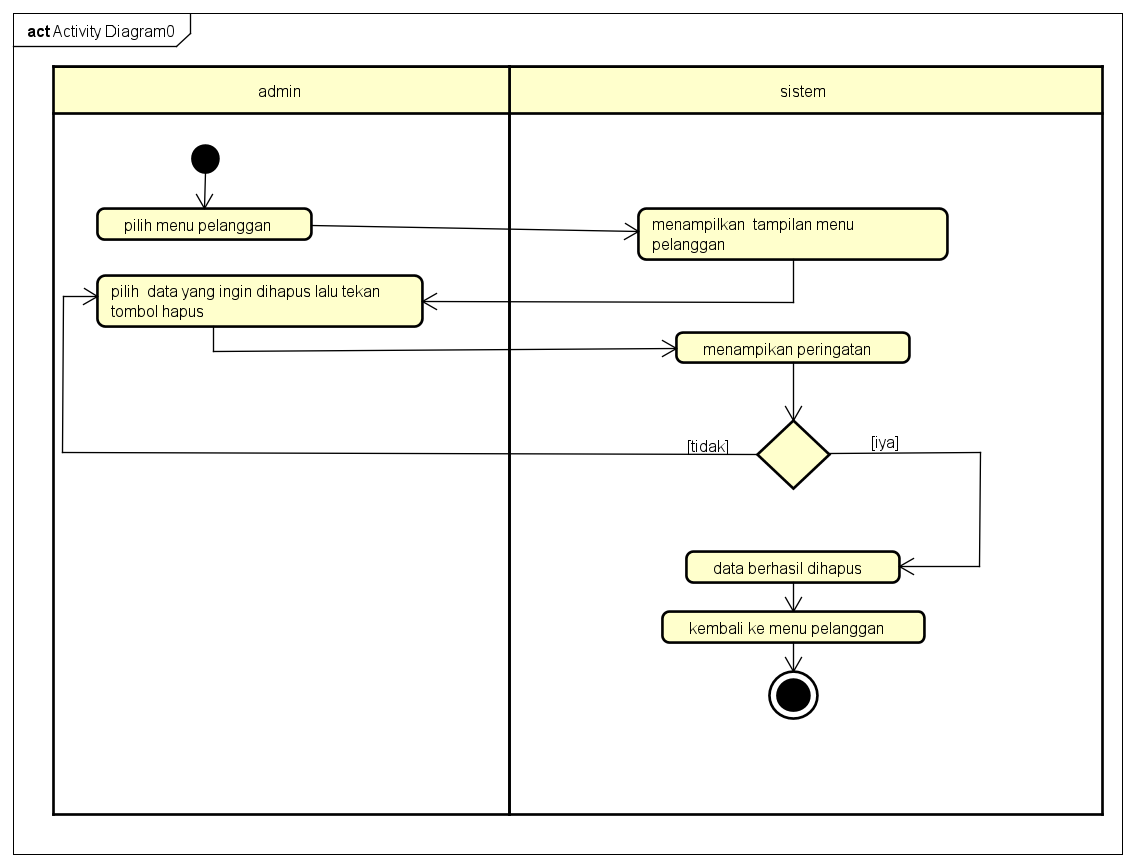 act Activity Diagram0
admin
sistem
pilih menu pelanggan
menampilkan tampilan menu
pelanggan
pilih data yang ingin dihapus lalu tekan
tombol hapus
menampikan peringatan
[tidak]
[iya]
data berhasil dihapus
kembali ke menu pelanggan